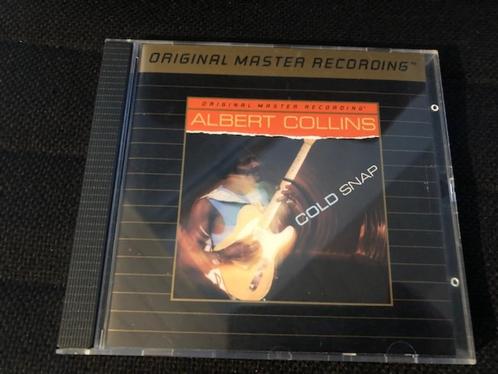 ORIGINAL MASTER RECORDING™
ORIGINAL MASTER RECORDING
ALBERT COLLINS
COLD SNAP